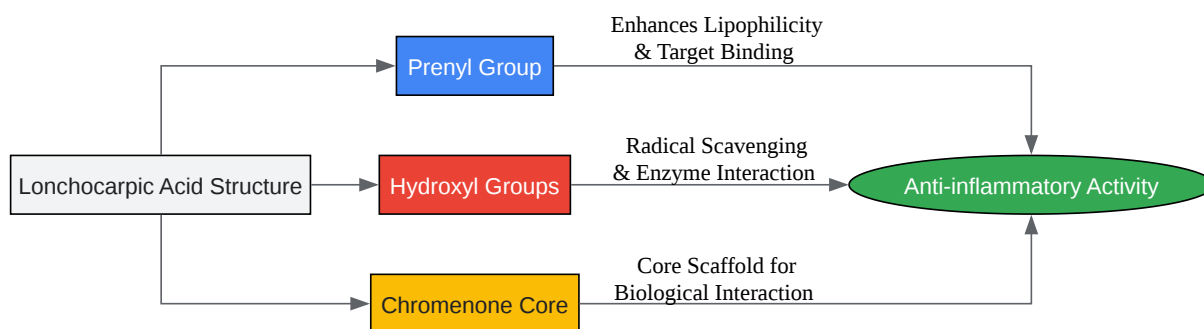 Enhances Lipophilicity
& Target Binding
Prenyl Group
Radical Scavenging
& Enzyme Interaction
Lonchocarpic Acid Structure
Hydroxyl Groups
Anti-inflammatory Activity
Core Scaffold for
Biological Interaction
Chromenone Core